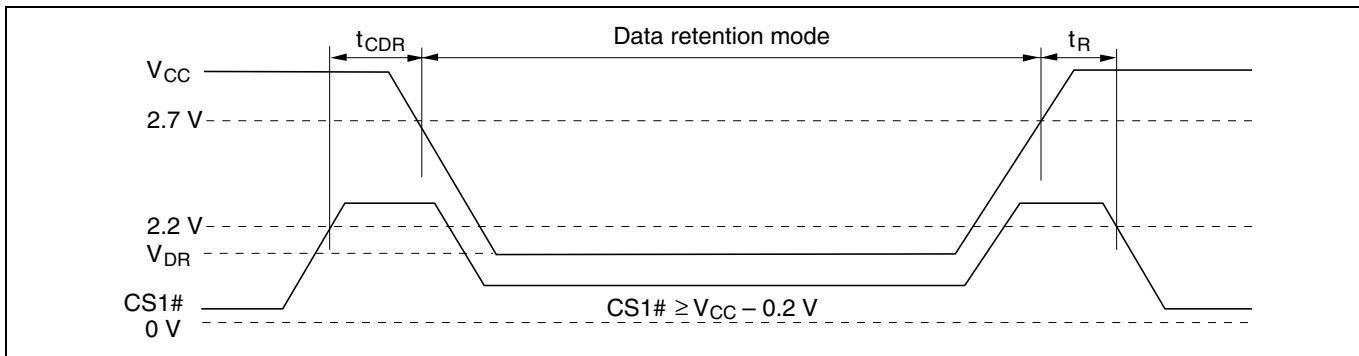 tCDR
Data retention mode
tR
VCC
2.7 V
2.2 V
VDR
CS1#
CS1# ≥ VCC – 0.2 V
0 V